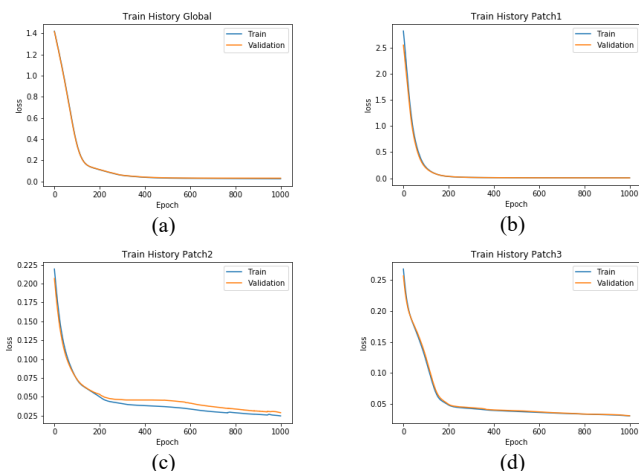 Train History Global
1.4
1.2
1.0
0.8
0.6
0.4
0.2
0.0
loss
0 200 400 600 800 1000
Epoch
Train
Validation
(a)
Train History Patch1
2.5
2.0
1.5
1.0
0.5
0.0
loss
0 200 400 600 800 1000
Epoch
Train
Validation
(b)
Train History Patch2
0.225
0.200
0.175
0.150
0.125
0.100
0.075
0.050
0.025
loss
0 200 400 600 800 1000
Epoch
Train
Validation
(c)
Train History Patch3
0.25
0.20
0.15
0.10
0.05
loss
0 200 400 600 800 1000
Epoch
Train
Validation
(d)